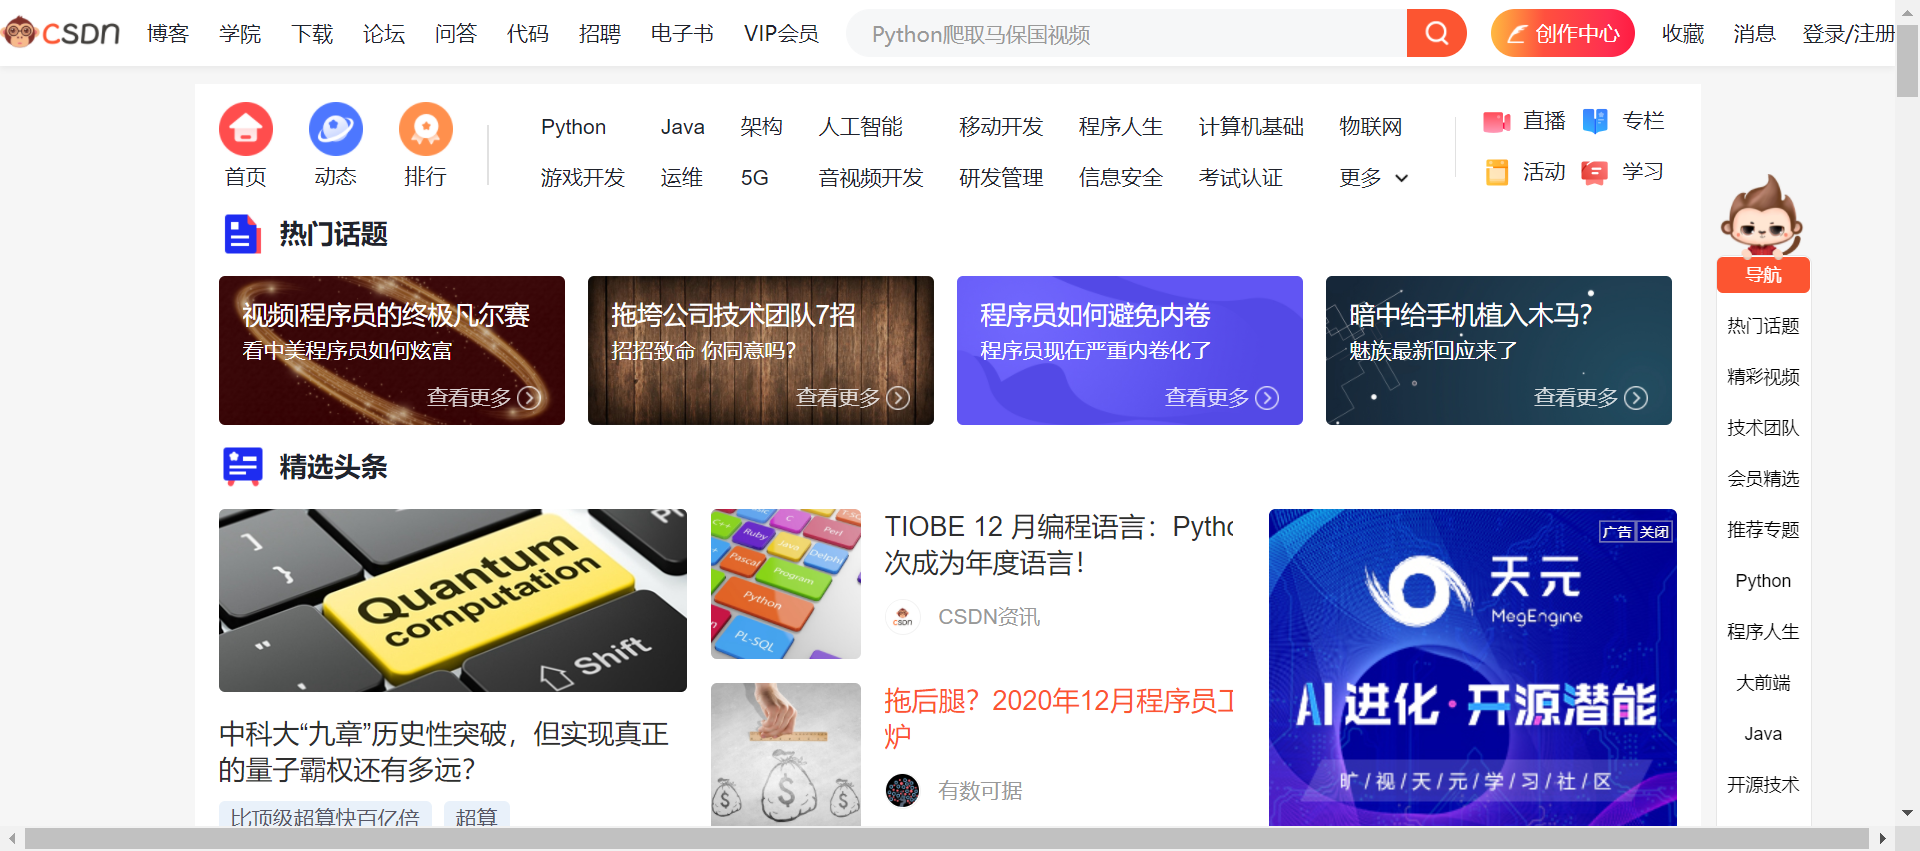 CSDN 博客 学院 下载 论坛 问答 代码 招聘 电子书 VIP会员 Python爬取马保国视频 创作中心 收藏 消息 登录/注册
首页 动态 排行
Python Java 架构 人工智能 移动开发 程序人生 计算机基础 物联网
游戏开发 运维 5G 音视频开发 研发管理 信息安全 考试认证 更多
直播 专栏
活动 学习
热门话题
视频|程序员的终极凡尔赛
看中美程序员如何炫富
查看更多
拖垮公司技术团队7招
招招致命 你同意吗?
查看更多
程序员如何避免内卷
程序员现在严重内卷化了
查看更多
暗中给手机植入木马?
魅族最新回应来了
查看更多
精选头条
Quantum
computation
Shift
中科大“九章”历史性突破，但实现真正
的量子霸权还有多远?
比顶级超算快百亿倍 超算
C++
C
Perl
Ruby
Java
Delphi
Pascal
Program
Python
PL-SQL
TIOBE 12 月编程语言：Pytho
次成为年度语言！
CSDN资讯
拖后腿？2020年12月程序员工
炉
有数可据
广告 关闭
天元
MegEngine
AI进化·开源潜能
旷/视/天/元/学/习/社/区
导航
热门话题
精彩视频
技术团队
会员精选
推荐专题
Python
程序人生
大前端
Java
开源技术